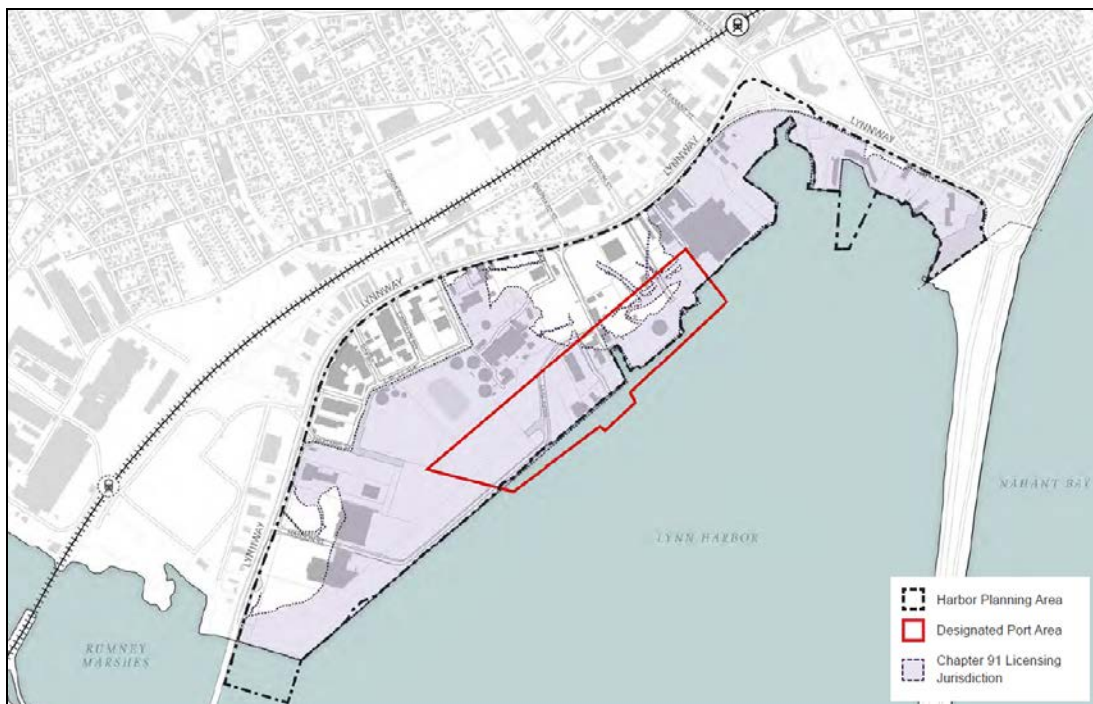 LYNNWAY
LYNNWAY
LYNNWAY
LYNNWAY
NAHANT BAY
LYNN HARBOR
RUMNEY
MARSHES
Harbor Planning Area
Designated Port Area
Chapter 91 Licensing
Jurisdiction